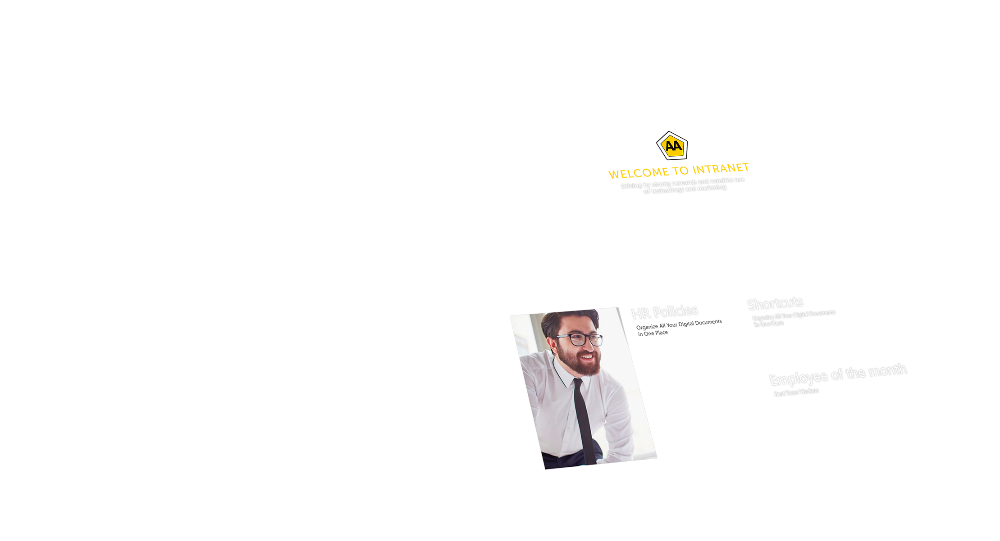 AA
WELCOME TO INTRANET
Driving by strong research and sensible use
of technology and marketing
HR Policies
Organize All Your Digital Documents
in One Place
Shortcuts
Organize All Your Digital Documents
in One Place
Employee of the month
Best Team Workers